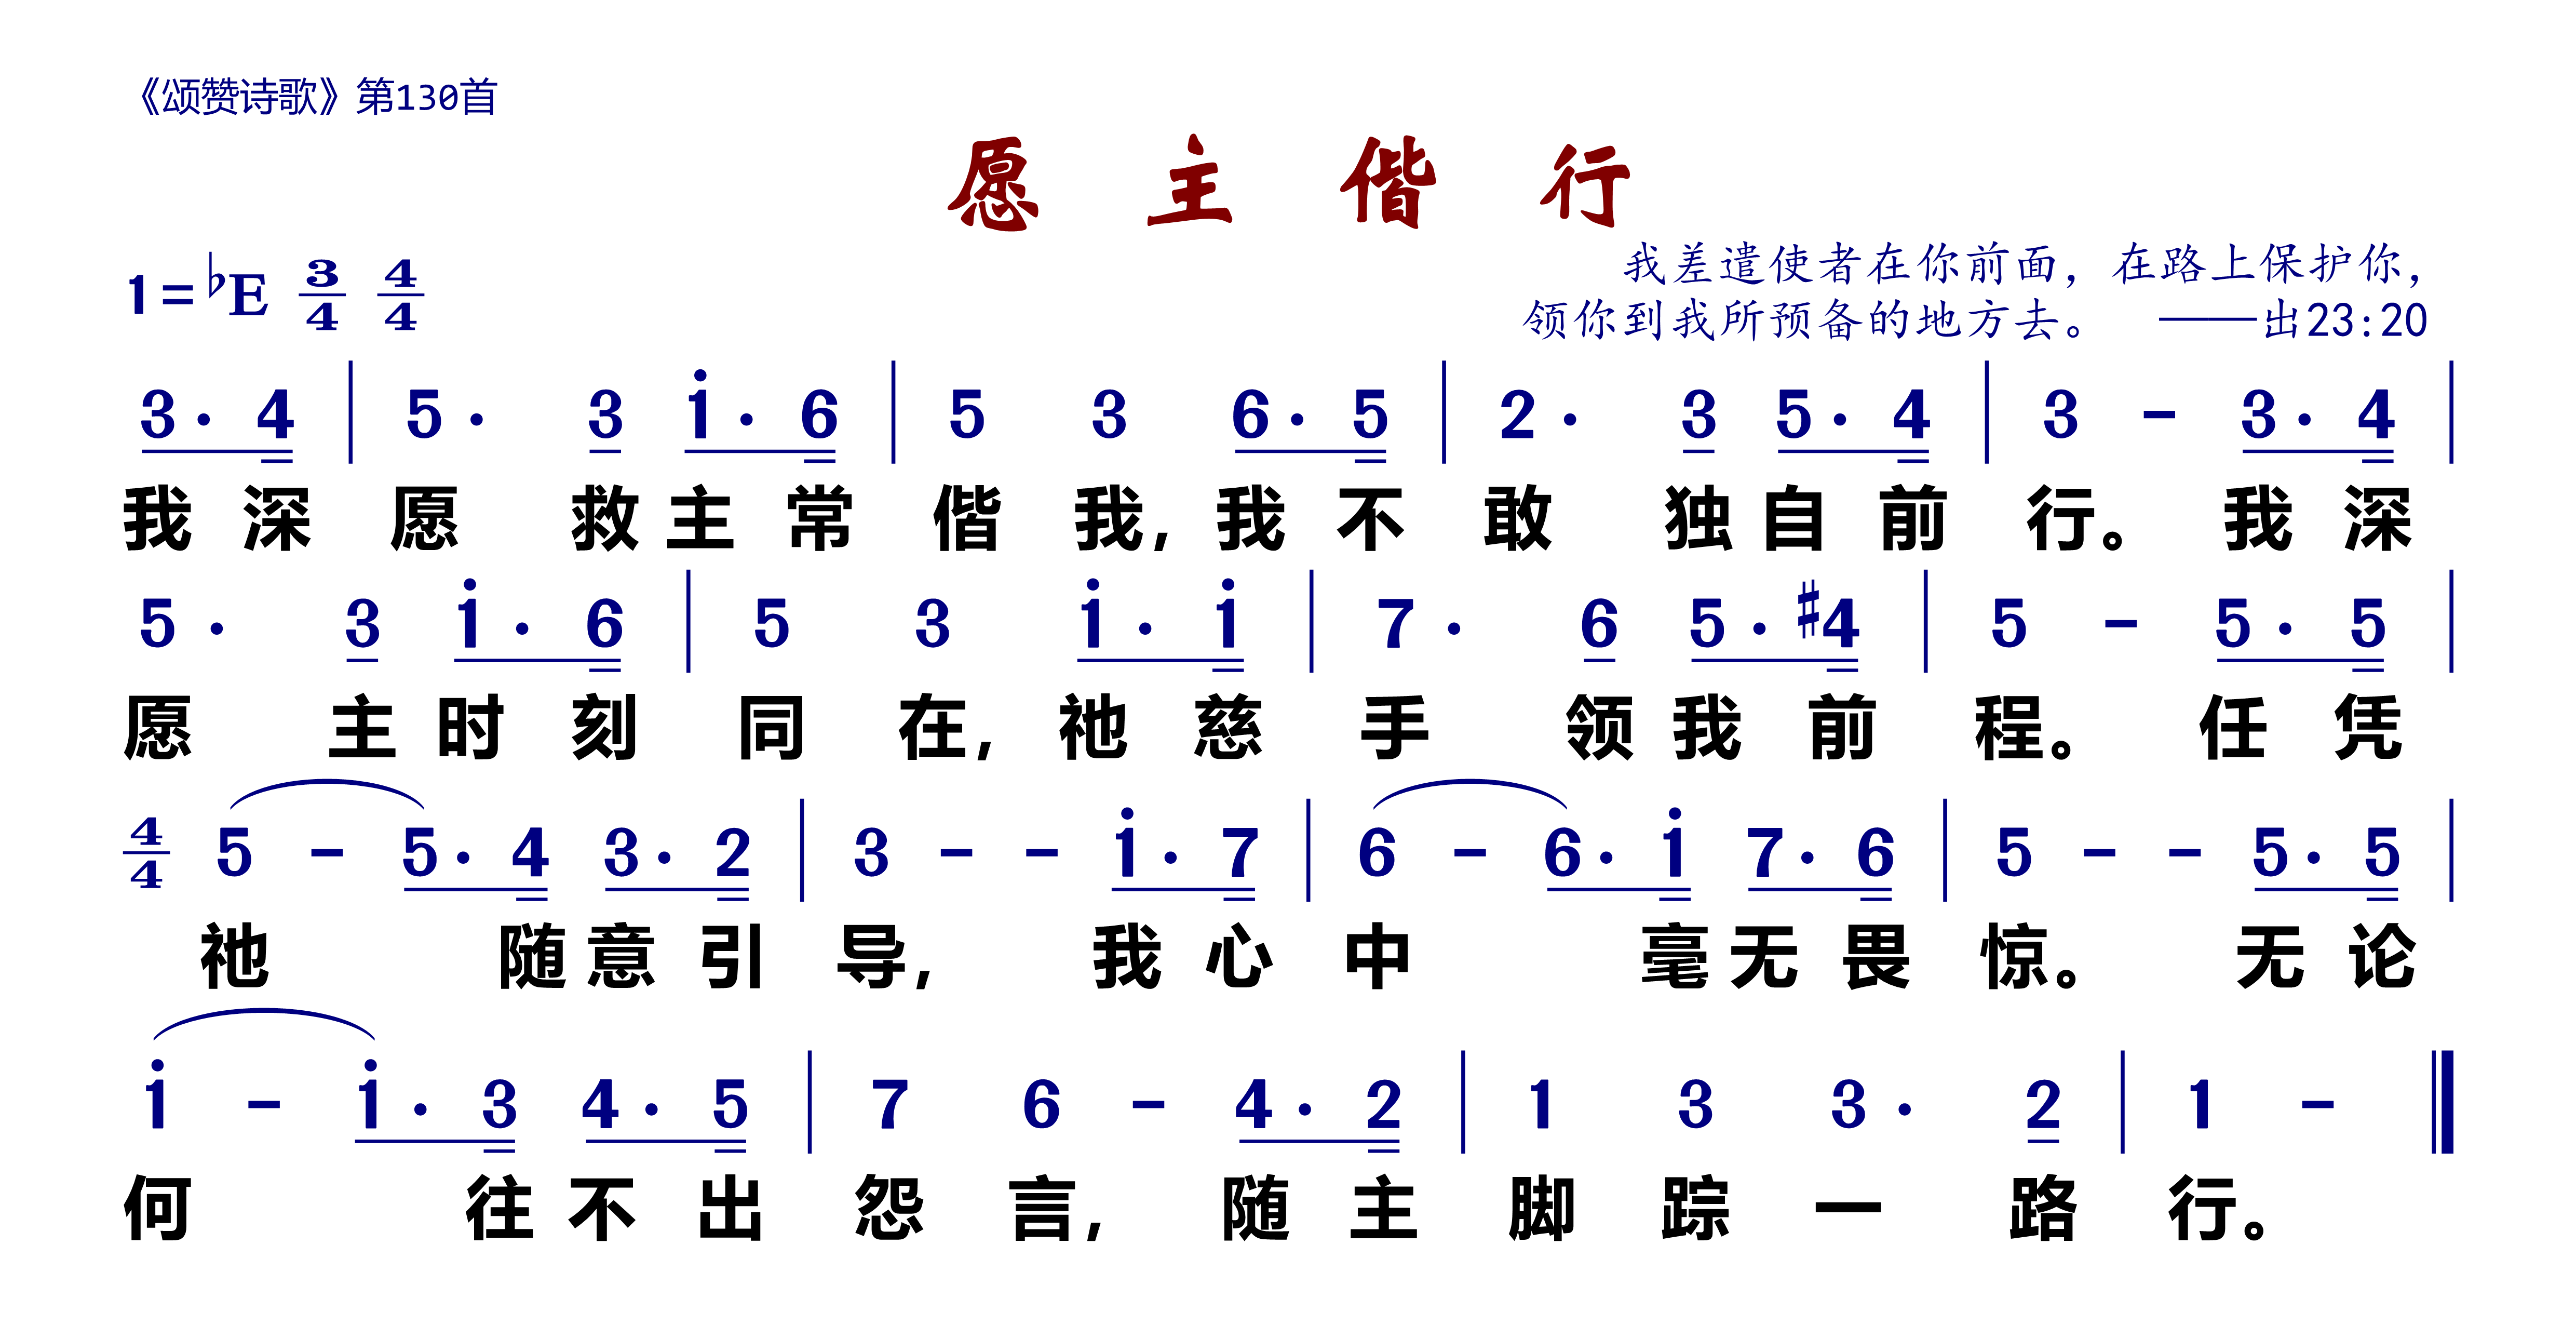 《颂赞诗歌》第130首
愿 主 偕 行
我差遣使者在你前面，在路上保护你，
1=♭E 3/4 4/4 领你到我所预备的地方去。 ——出23:20
3· 4 | 5· 3 i· 6 | 5 3 6· 5 | 2· 3 5· 4 | 3 - 3· 4 |
我 深 愿 救 主 常 偕 我, 我 不 敢 独 自 前 行。 我 深
5· 3 i· 6 | 5 3 i· i | 7· 6 5· ♯4 | 5 - 5· 5 |
愿 主 时 刻 同 在, 祂 慈 手 领 我 前 程。 任 凭
4/4 5 - 5· 4 3· 2 | 3 - - i· 7 | 6 - 6· i 7· 6 | 5 - - 5· 5 |
祂 随 意 引 导, 我 心 中 毫 无 畏 惊。 无 论
i - i· 3 4· 5 | 7 6 - 4· 2 | 1 3 3· 2 | 1 - ‖
何 往 不 出 怨 言, 随 主 脚 踪 一 路 行。